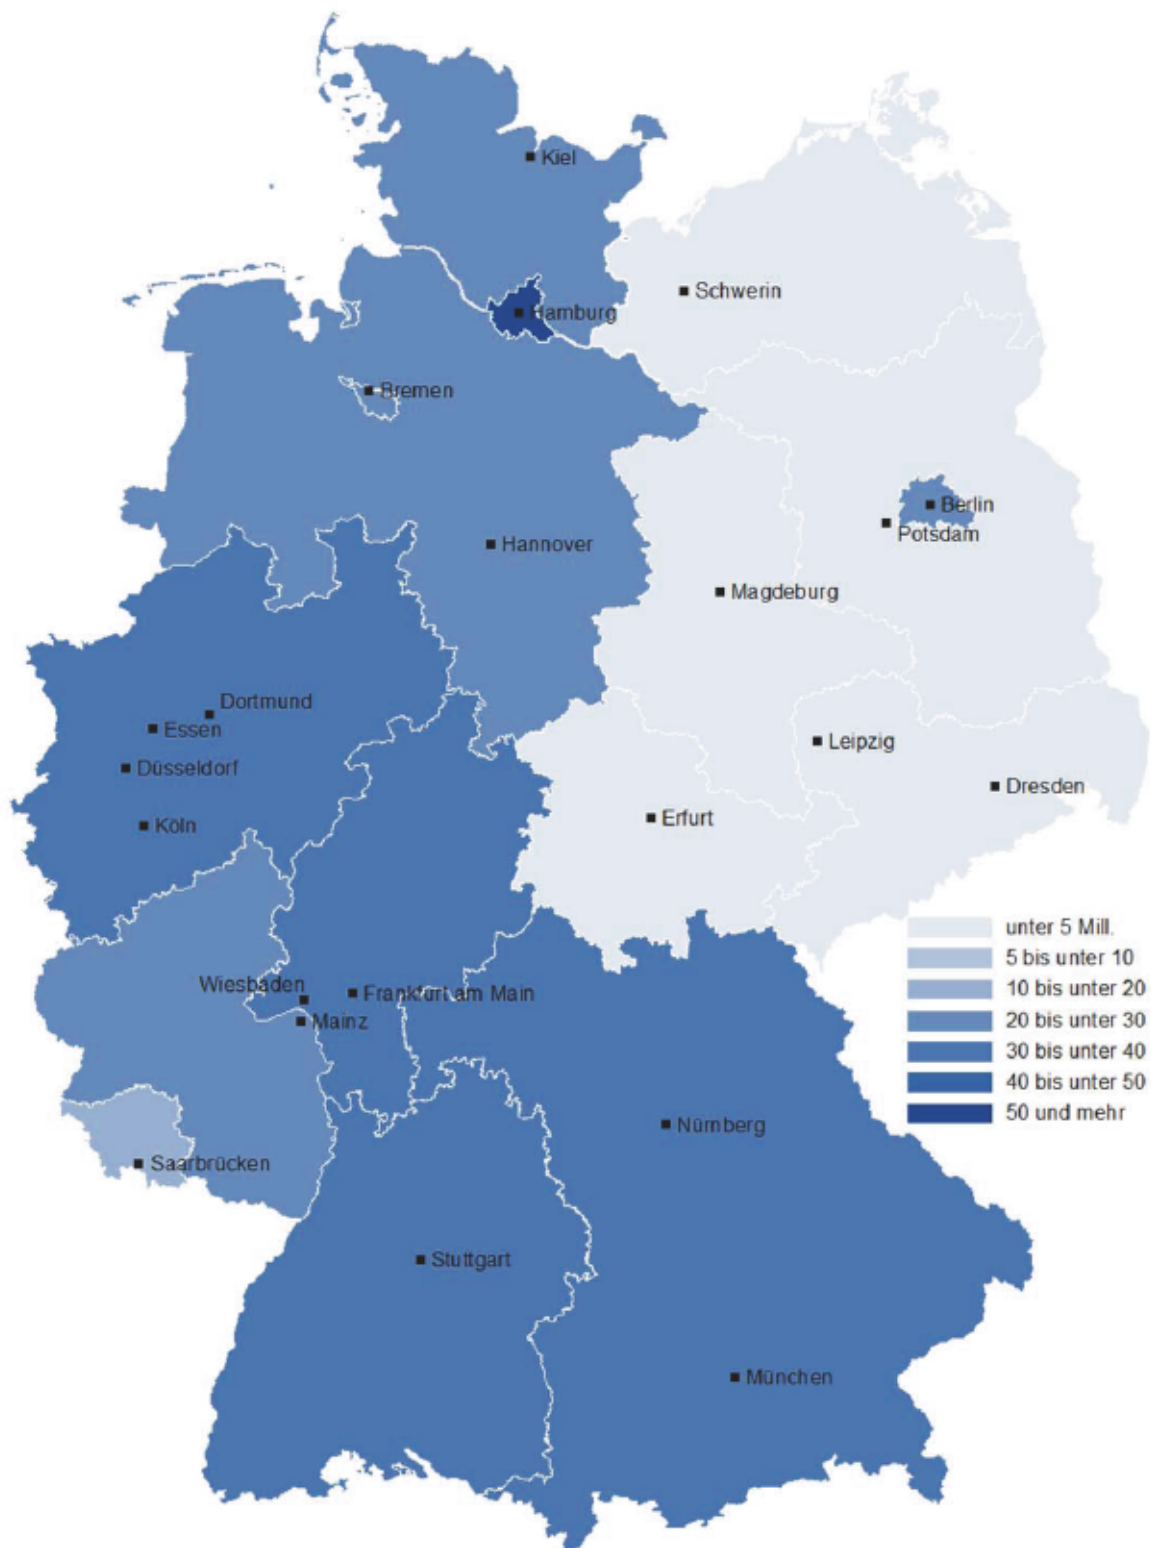 Kiel
Schwerin
Hamburg
Bremen
Berlin
Potsdam
Hannover
Magdeburg
Dortmund
Essen
Leipzig
Düsseldorf
Dresden
Erfurt
Köln
unter 5 Mill.
5 bis unter 10
10 bis unter 20
20 bis unter 30
30 bis unter 40
40 bis unter 50
50 und mehr
Wiesbaden
Frankfurt am Main
Mainz
Nürnberg
Saarbrücken
Stuttgart
München